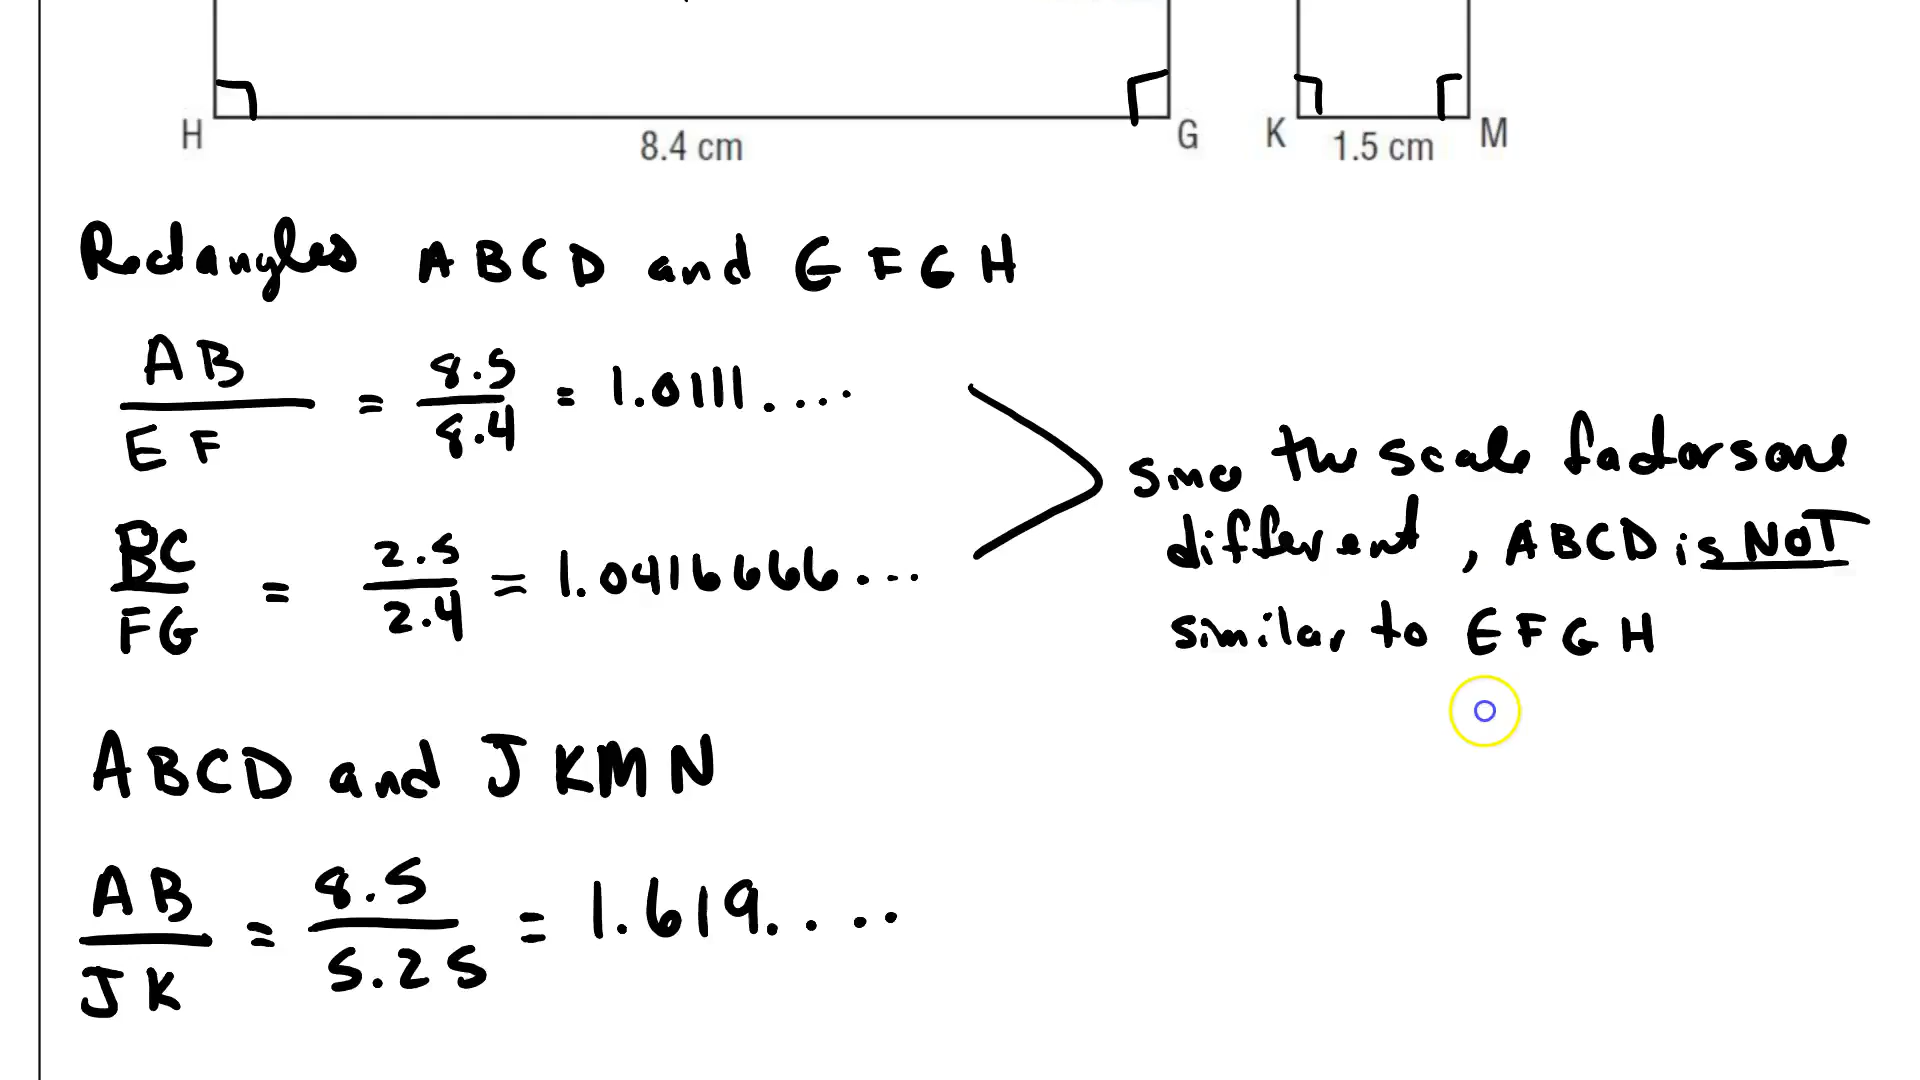 H 8.4 cm G K 1.5 cm M
Rectangles ABCD and EFGH
AB
EF
= 8.5
8.4
= 1.0111....
BC
FG
= 2.5
2.4
= 1.0416666...
since the scale factors are
different, ABCD is NOT
similar to EFGH
ABCD and JKMN
AB
JK
= 8.5
5.25
= 1.619....